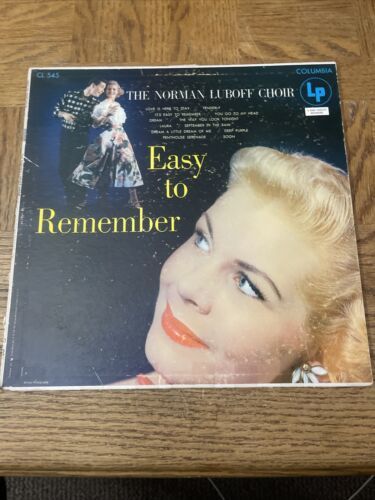 CL 545
COLUMBIA
THE NORMAN LUBOFF CHOIR
Lp
LOVE IS HERE TO STAY TENDERLY
IT'S EASY TO REMEMBER YOU GO TO MY HEAD
DREAM THE WAY YOU LOOK TONIGHT
LAURA SEPTEMBER IN THE RAIN
DREAM A LITTLE DREAM OF ME DEEP PURPLE
PENTHOUSE SERENADE SOON
Easy
to
Remember